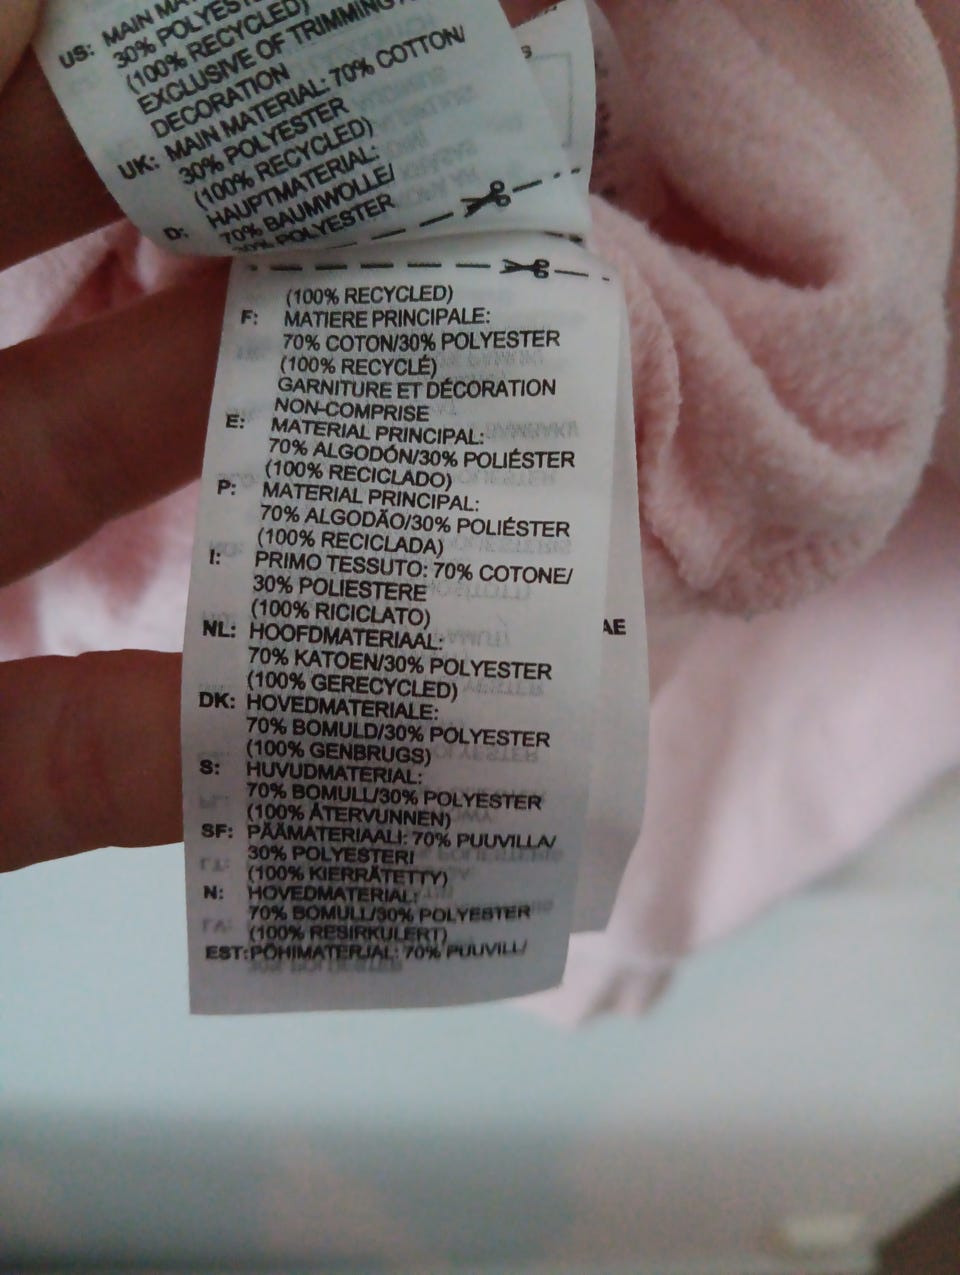 US: MAIN
30%
(100% RECYCLED)
EXCLUSIVE OF
DECORATION
UK: MAIN MATERIAL: 70% COTTON/
30% POLYESTER
(100% RECYCLED)
D: HAUPTMATERIAL:
70% BAUMWOLLE/
POLYESTER
(100% RECYCLED)
F: MATIERE PRINCIPALE:
70% COTON/30% POLYESTER
(100% RECYCLÉ)
GARNITURE ET DÉCORATION
NON-COMPRISE
E: MATERIAL PRINCIPAL:
70% ALGODÓN/30% POLIÉSTER
(100% RECICLADO)
P: MATERIAL PRINCIPAL:
70% ALGODÃO/30% POLIÉSTER
(100% RECICLADA)
I: PRIMO TESSUTO: 70% COTONE/
30% POLIESTERE
(100% RICICLATO)
NL: HOOFDMATERIAAL:
70% KATOEN/30% POLYESTER
(100% GERECYCLED)
DK: HOVEDMATERIALE:
70% BOMULD/30% POLYESTER
(100% GENBRUGS)
S: HUVUDMATERIAL:
70% BOMULL/30% POLYESTER
(100% ÅTERVUNNEN)
SF: PÄÄMATERIAALI: 70% PUUVILLA/
30% POLYESTERI
(100% KIERRÄTETTY)
N: HOVEDMATERIAL:
70% BOMULL/30% POLYESTER
(100% RESIRKULERT)
EST: PÕHIMATERJAL: 70% PUUVILL/